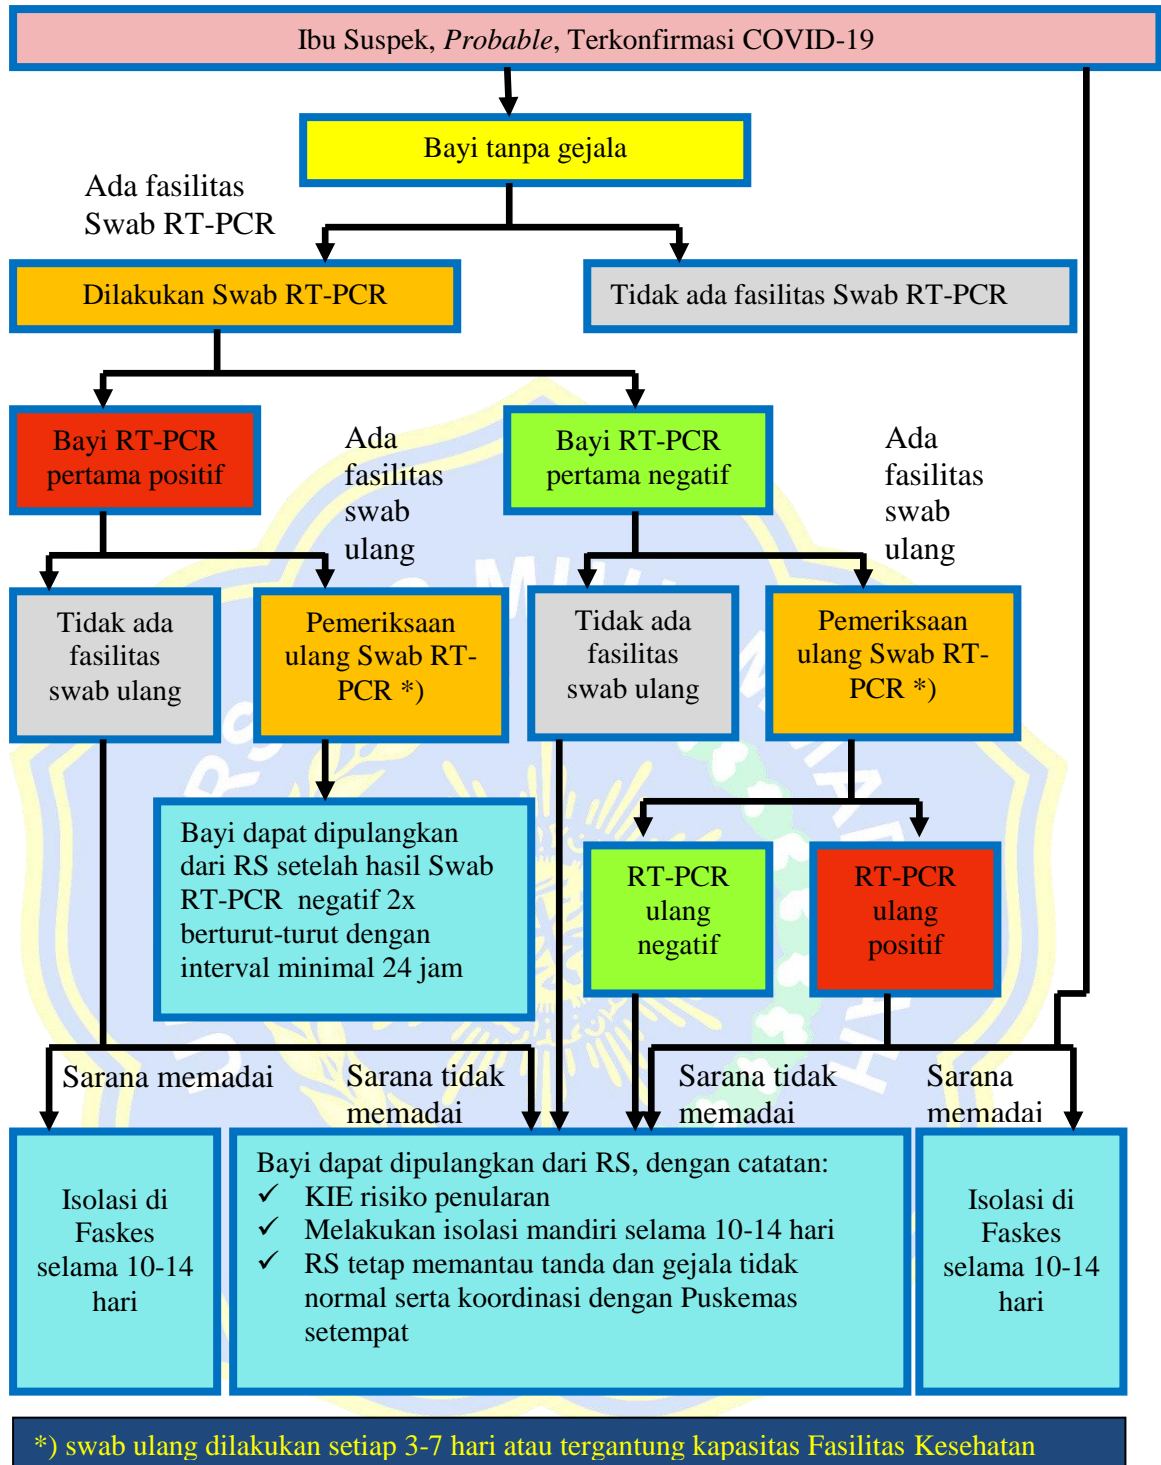 Ibu Suspek, Probable, Terkonfirmasi COVID-19
Bayi tanpa gejala
Ada fasilitas
Swab RT-PCR
Dilakukan Swab RT-PCR
Tidak ada fasilitas Swab RT-PCR
Bayi RT-PCR
pertama positif
Ada
fasilitas
swab
ulang
Bayi RT-PCR
pertama negatif
Ada
fasilitas
swab
ulang
Tidak ada
fasilitas
swab ulang
Pemeriksaan
ulang Swab RT-
PCR *)
Tidak ada
fasilitas
swab ulang
Pemeriksaan
ulang Swab RT-
PCR *)
Bayi dapat dipulangkan
dari RS setelah hasil Swab
RT-PCR negatif 2x
berturut-turut dengan
interval minimal 24 jam
RT-PCR
ulang
negatif
RT-PCR
ulang
positif
Sarana memadai
Sarana tidak
memadai
Sarana tidak
memadai
Sarana
memadai
Isolasi di
Faskes
selama 10-14
hari
Bayi dapat dipulangkan dari RS, dengan catatan:
✓ KIE risiko penularan
✓ Melakukan isolasi mandiri selama 10-14 hari
✓ RS tetap memantau tanda dan gejala tidak
normal serta koordinasi dengan Puskemas
setempat
Isolasi di
Faskes
selama 10-14
hari
*) swab ulang dilakukan setiap 3-7 hari atau tergantung kapasitas Fasilitas Kesehatan